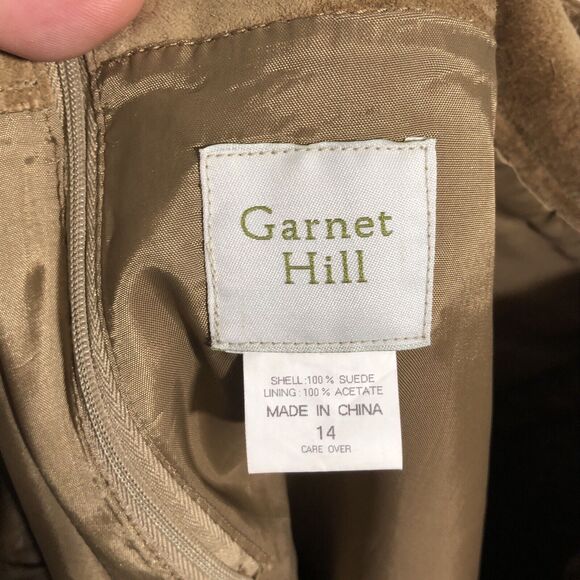 Garnet
Hill
SHELL:100% SUEDE
LINING:100% ACETATE
MADE IN CHINA
14
CARE OVER